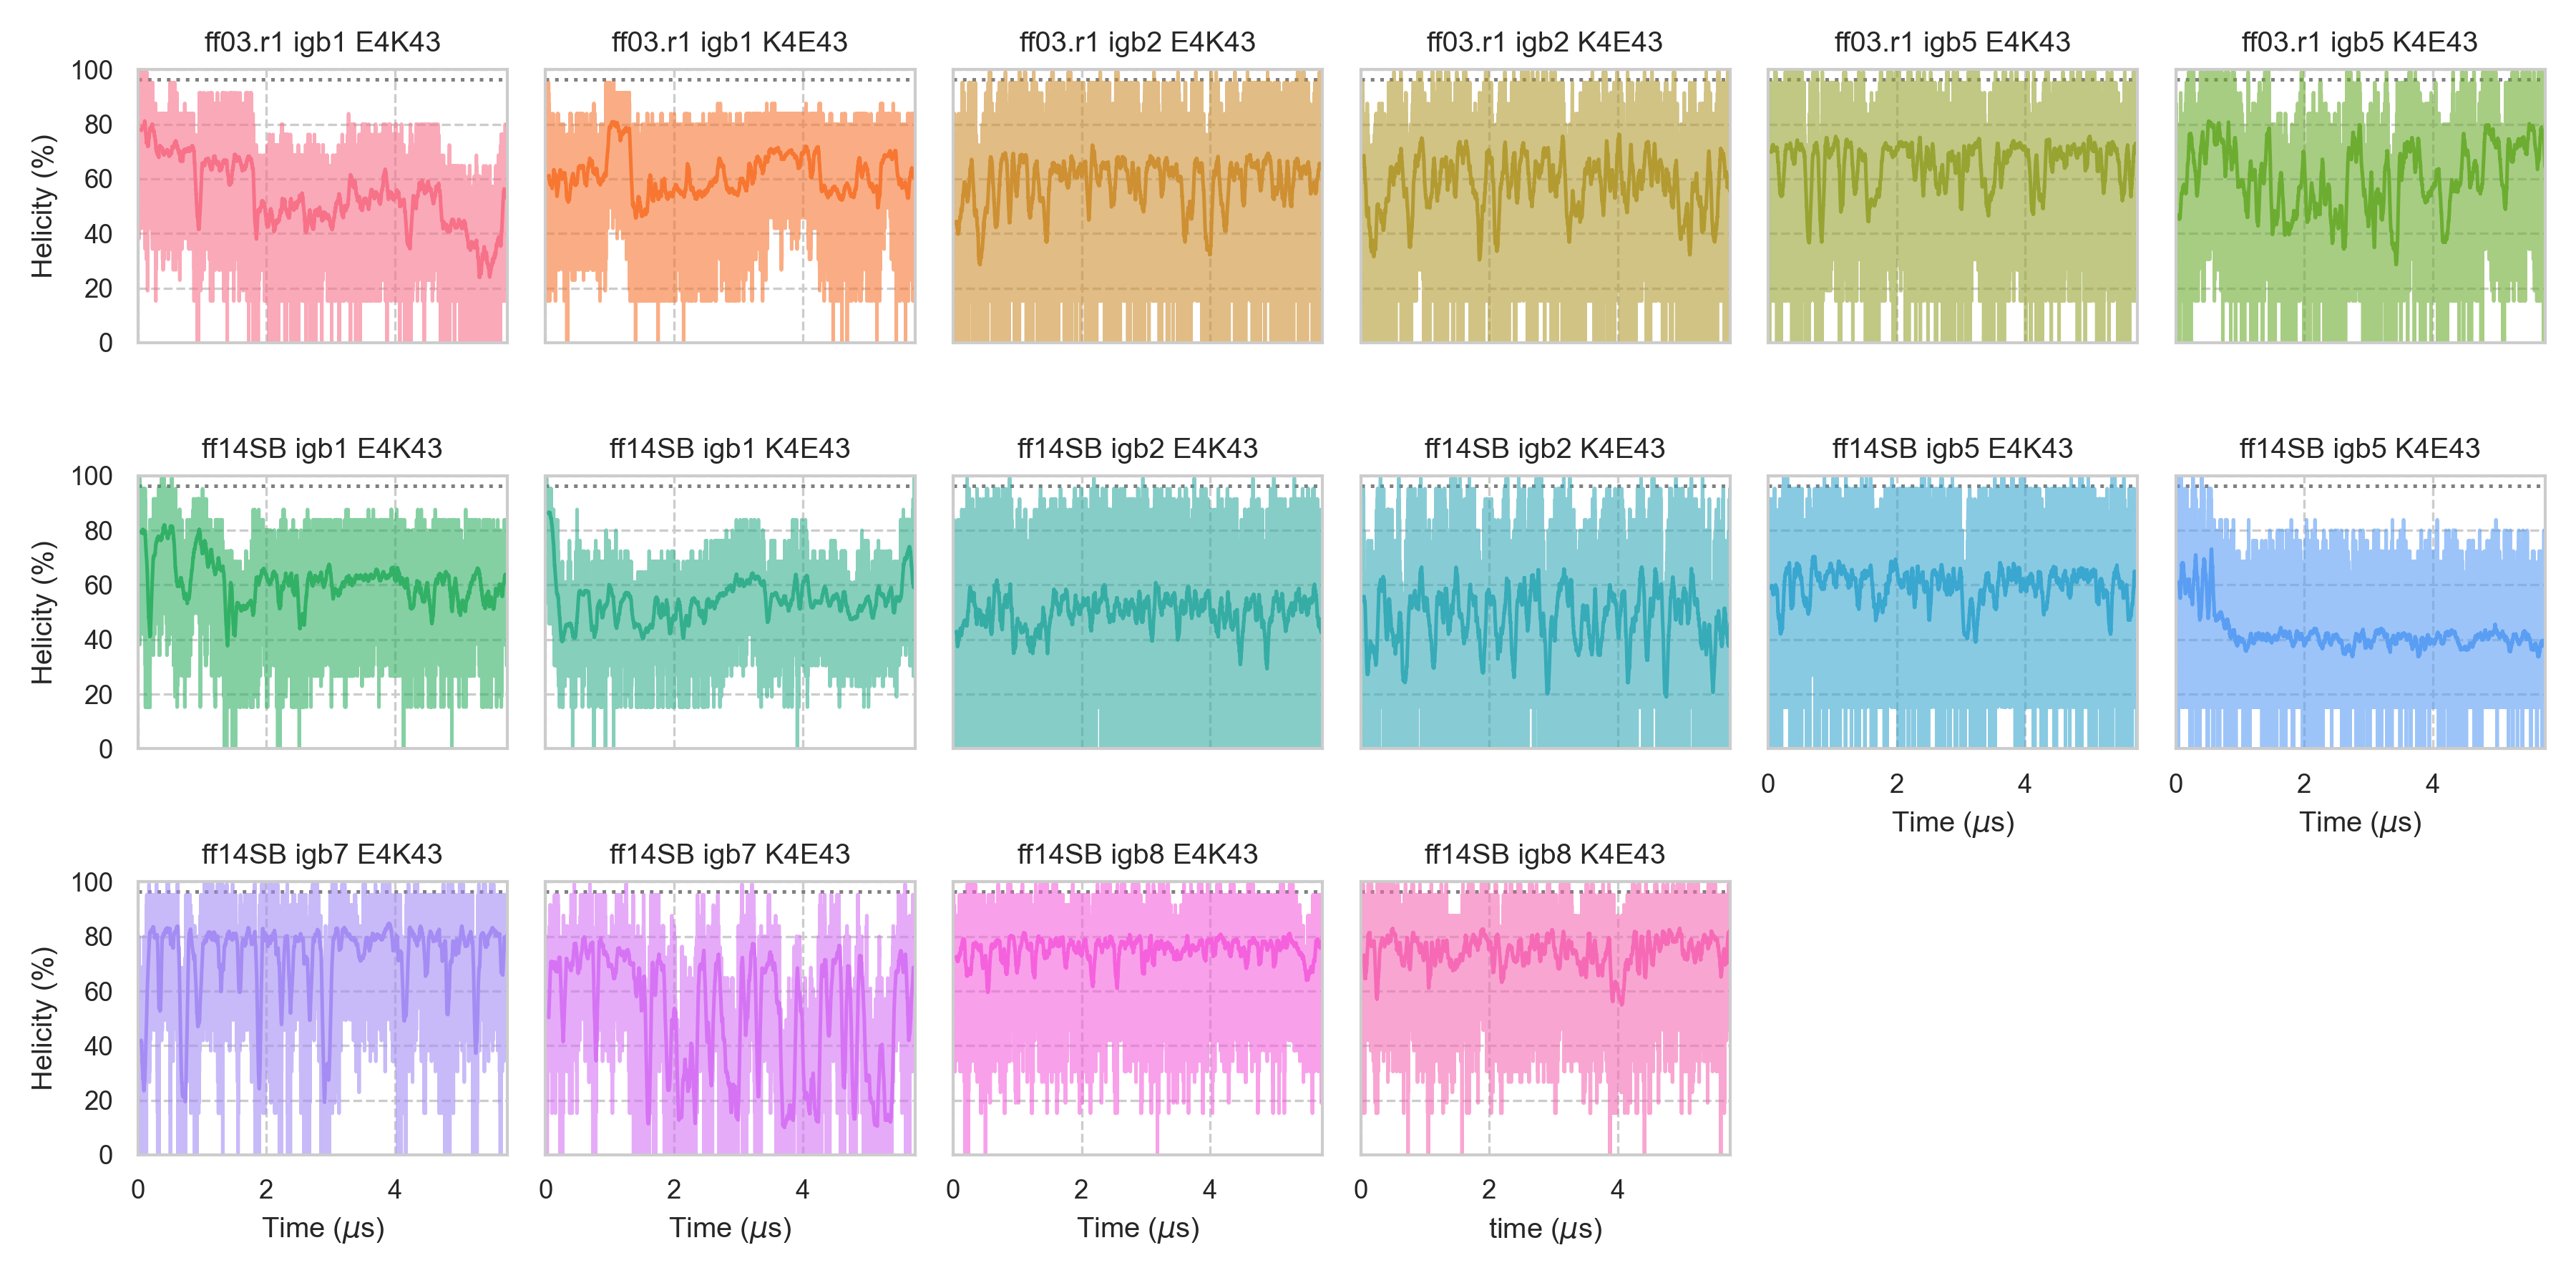 ff03.r1 igb1 E4K43
ff03.r1 igb1 K4E43
ff03.r1 igb2 E4K43
ff03.r1 igb2 K4E43
ff03.r1 igb5 E4K43
ff03.r1 igb5 K4E43
Helicity (%)
100
80
60
40
20
0
ff14SB igb1 E4K43
ff14SB igb1 K4E43
ff14SB igb2 E4K43
ff14SB igb2 K4E43
ff14SB igb5 E4K43
ff14SB igb5 K4E43
Helicity (%)
100
80
60
40
20
0
0 2 4
Time (μs)
0 2 4
Time (μs)
ff14SB igb7 E4K43
ff14SB igb7 K4E43
ff14SB igb8 E4K43
ff14SB igb8 K4E43
Helicity (%)
100
80
60
40
20
0
0 2 4
Time (μs)
0 2 4
Time (μs)
0 2 4
Time (μs)
0 2 4
time (μs)